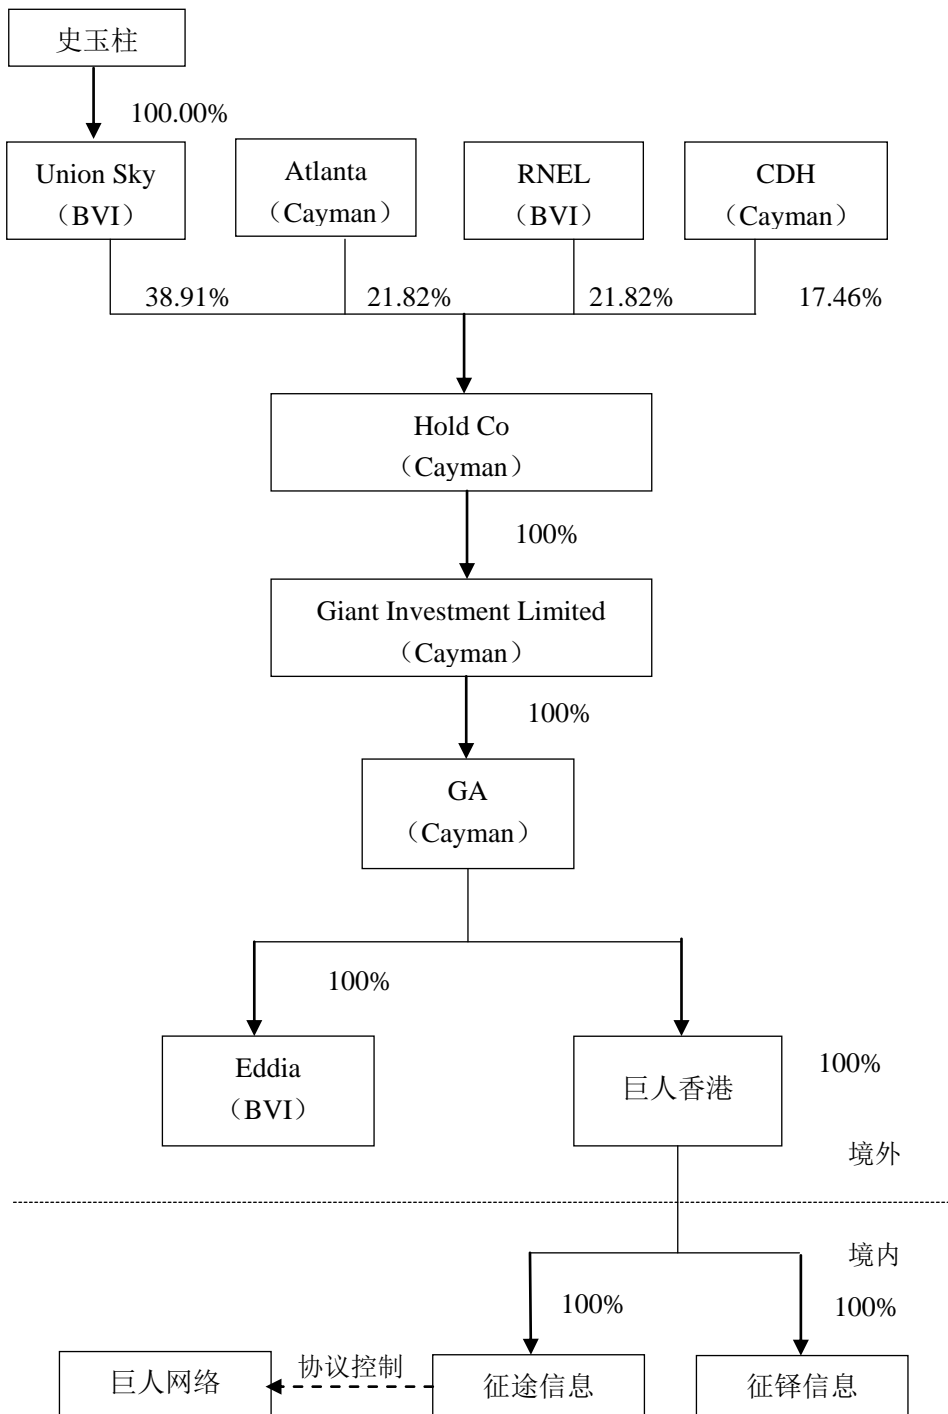 史玉柱
100.00%
Union Sky
（BVI）
Atlanta
（Cayman）
RNEL
（BVI）
CDH
（Cayman）
38.91%
21.82%
21.82%
17.46%
Hold Co
（Cayman）
100%
Giant Investment Limited
（Cayman）
100%
GA
（Cayman）
100%
100%
Eddia
（BVI）
巨人香港
境外
境内
100%
100%
巨人网络
协议控制
征途信息
征铎信息